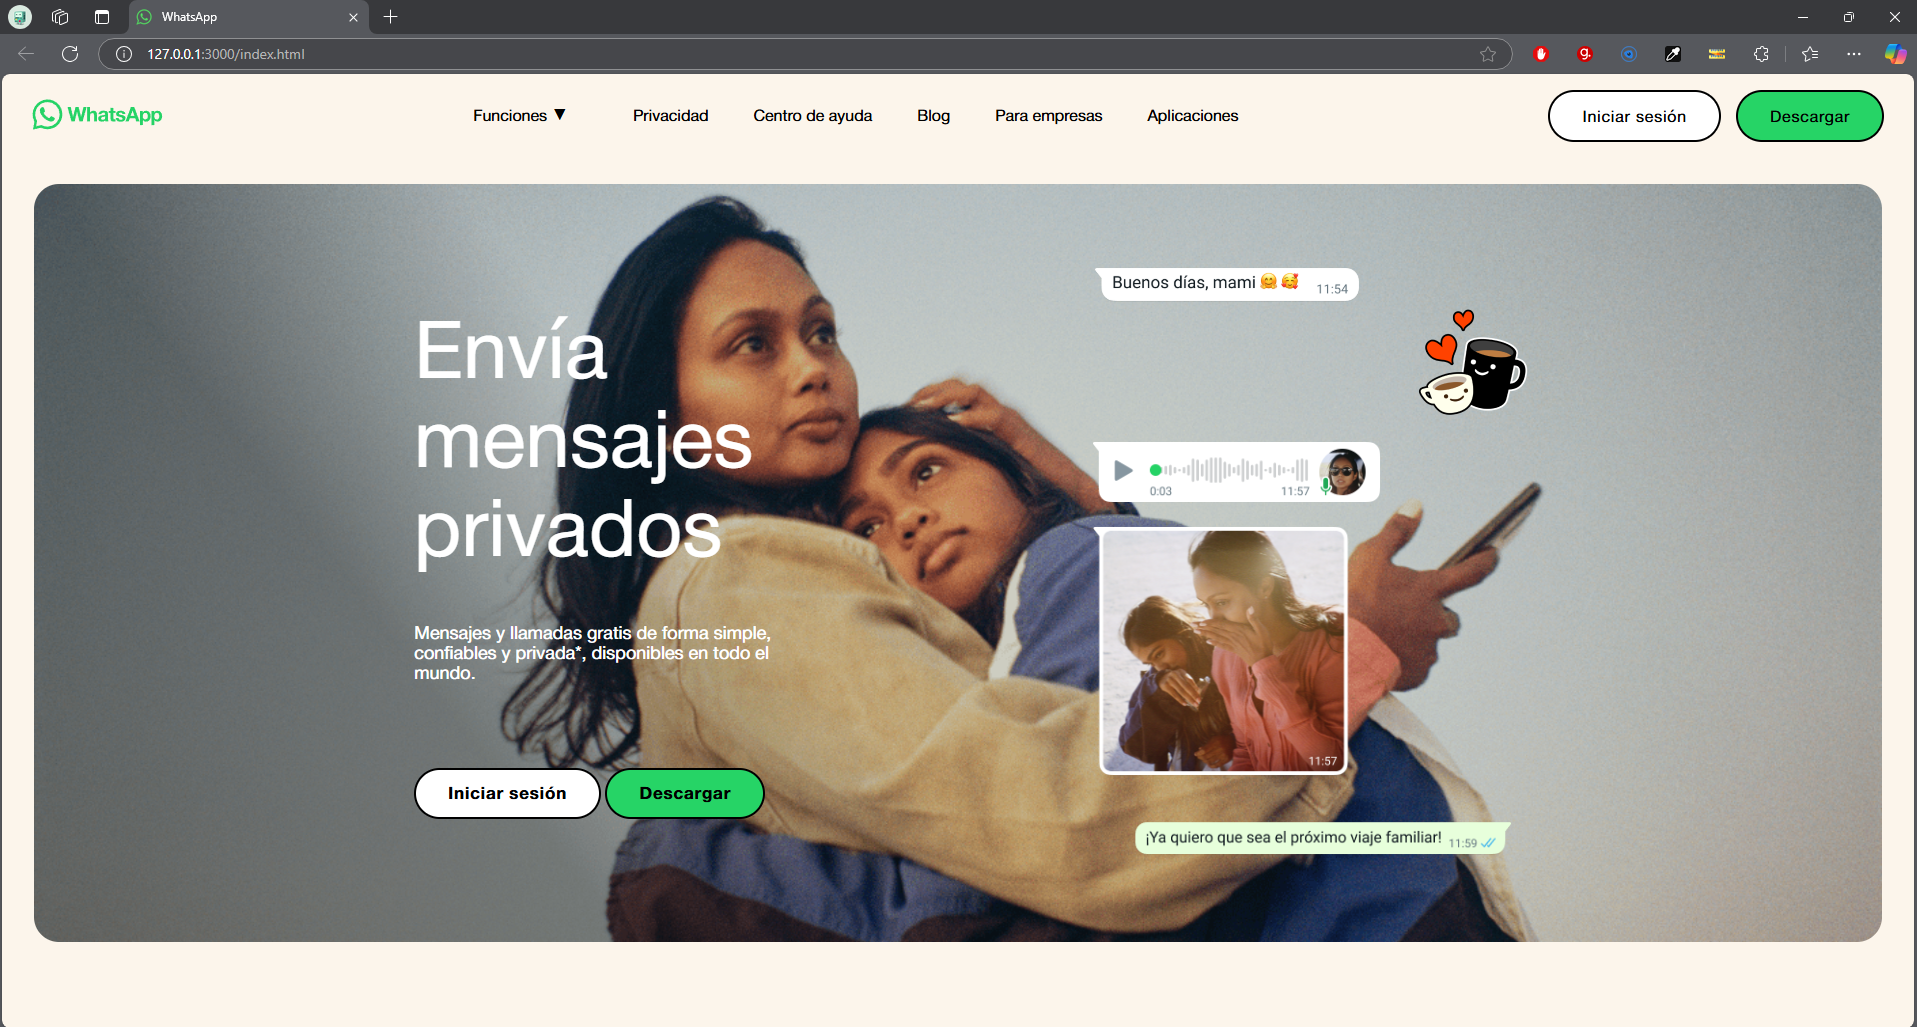 WhatsApp
127.0.0.1:3000/index.html
WhatsApp
Funciones ▼ Privacidad Centro de ayuda Blog Para empresas Aplicaciones
Iniciar sesión Descargar
Buenos días, mami 🤗 🥰 11:54
Envía
mensajes
privados
0:03 11:57
Mensajes y llamadas gratis de forma simple,
confiables y privada*, disponibles en todo el
mundo.
11:57
Iniciar sesión Descargar
¡Ya quiero que sea el próximo viaje familiar! 11:59